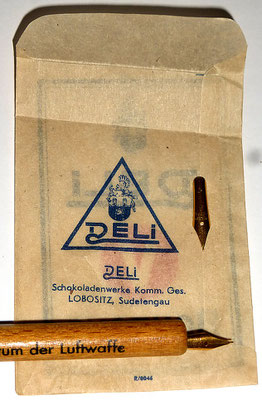 DELi
DELi
Schokoladenwerke Komm. Ges.
LOBOSITZ, Sudetengau
um der Luftwaffe